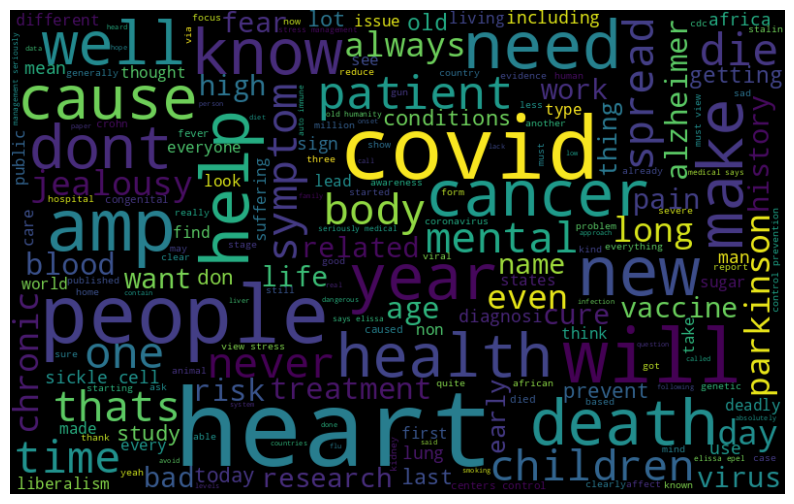 different
focus
now
via
stress management
heard
data
hope
generally
reduce
mean
thought
fear
lot
issue
old
living
including
africa
cdc
stalin
well
know
always
see
need
country
evidence
human
die
getting
sad
high
cause
symptom
patient
work
person
diet
gun
less
type
thing
spread
alzheimer
make
history
management seriously
public
paper
crohn
auto immune
old humanity
onset
million
another
must view
conditions
sign
show
must
low
lack
medical says
dont
fever
everyone
help
covid
three
call
already
jealousy
look
hospital
congenital
suffering
lead
awareness
started
form
severe
pain
cancer
body
coronavirus
seriously medical
family
problem
approach
kind
everything
amp
really
find
care
stage
may
clear
related
mental
long
man
report
blood
want
don
life
good
viral
name
states
world
published
home
contain
still
real
year
even
new
parkinson
control prevention
age
dangerous
infection
sugar
vaccine
people
liver
says elissa
caused
non
diagnosis
cure
think
take
chronic
sure
one
never
view stress
health
will
got
question
called
sickle cell
animal
quite
african
early
prevent
genetic
following
starting
ask
risk
treatment
died
based
deadly
absolutely
thats
made
thank
study
every
system
able
heart
done
countries
flu
first
said
kidney
lung
mind
use
death
day
elissa epel
case
time
yeah
avoid
levels
bad
today
research
last
smoking
centers control
children
clearly
affect
known
virus
liberalism